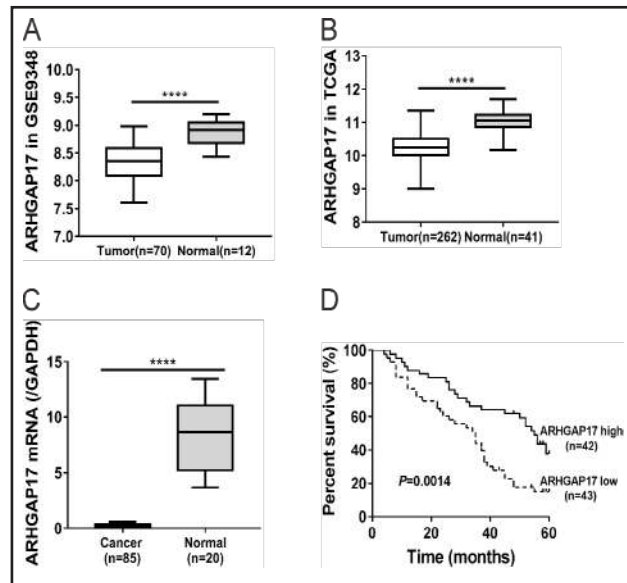 A
ARHGAP17 in GSE9348
10.0
9.5
9.0
8.5
8.0
7.5
7.0
****
Tumor(n=70) Normal(n=12)
B
ARHGAP17 in TCGA
13
12
11
10
9
8
****
Tumor(n=262) Normal(n=41)
C
ARHGAP17 mRNA (/GAPDH)
15
10
5
0
****
Cancer
(n=85)
Normal
(n=20)
D
Percent survival (%)
100
80
60
40
20
0
ARHGAP17 high
(n=42)
ARHGAP17 low
(n=43)
P=0.0014
0 20 40 60
Time (months)